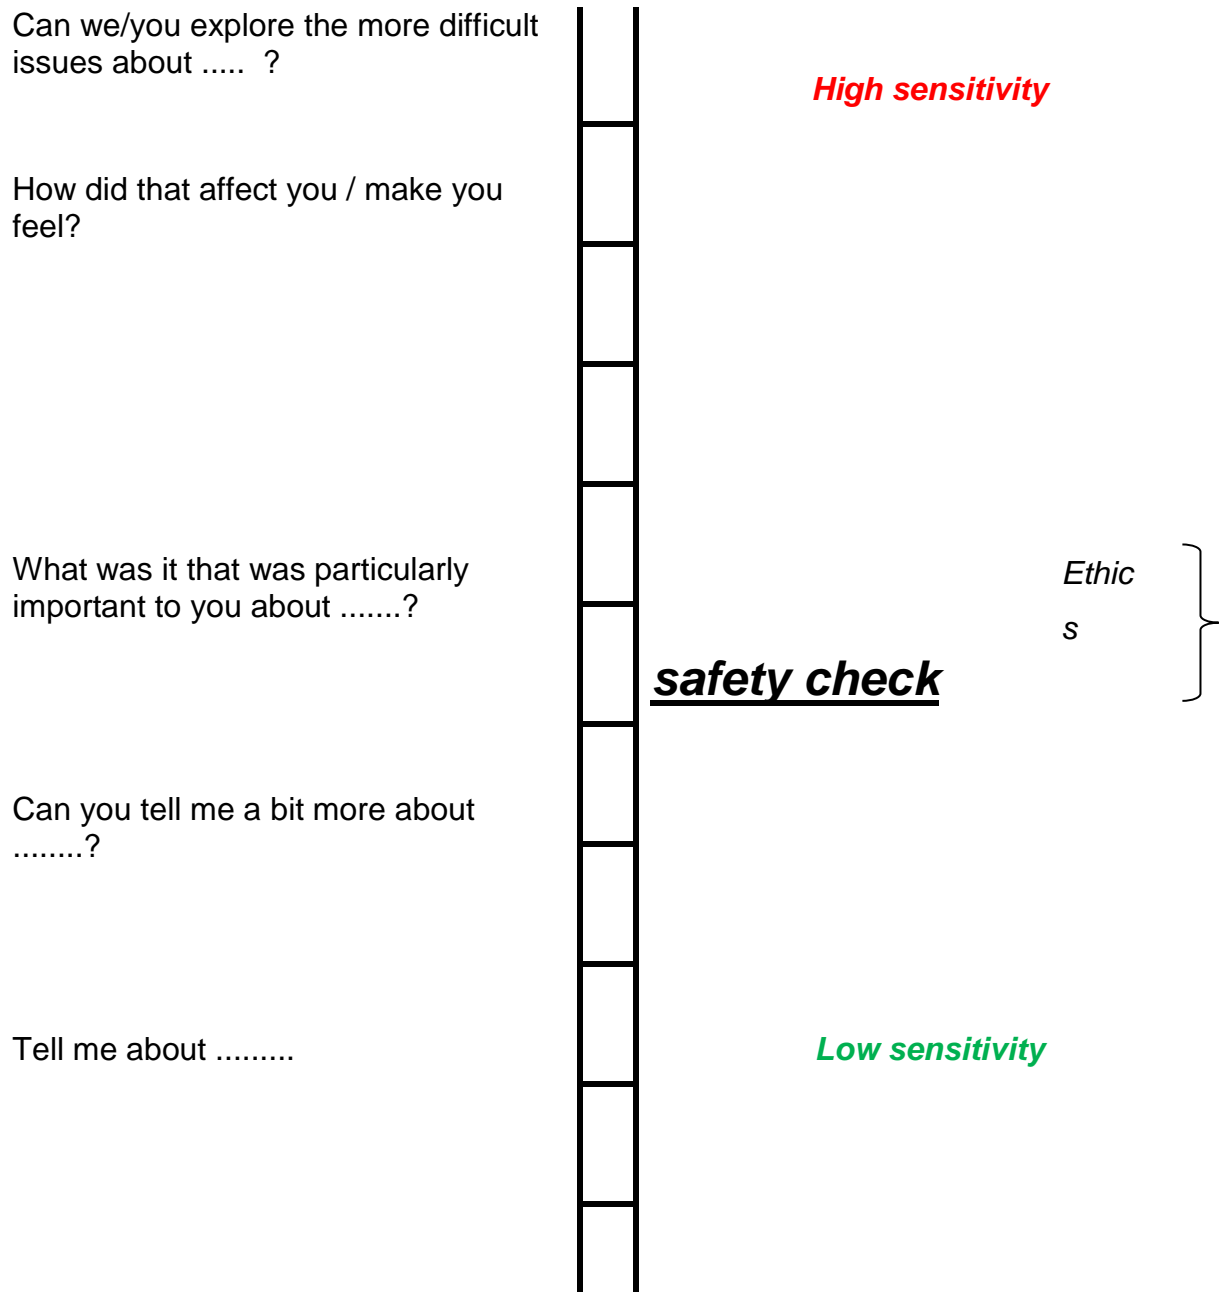 Can we/you explore the more difficult
issues about ..... ?
High sensitivity
How did that affect you / make you
feel?
What was it that was particularly
important to you about .......?
Ethic
s
safety check
Can you tell me a bit more about
........?
Tell me about .........
Low sensitivity